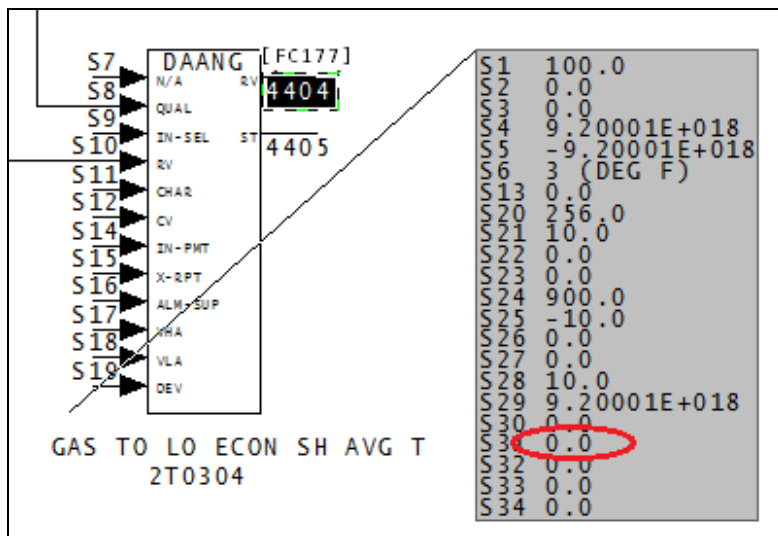 DAANG
[FC177]
S7 N/A RV 4404
S8 QUAL
S9 IN-SEL ST 4405
S10 RV
S11 CHAR
S12 CV
S14 IN-PMT
S15 X-RPT
S16 ALM-SUP
S17 VHA
S18 VLA
S19 DEV
GAS TO LO ECON SH AVG T
2T0304
S1 100.0
S2 0.0
S3 0.0
S4 9.20001E+018
S5 -9.20001E+018
S6 3 (DEG F)
S13 0.0
S20 256.0
S21 10.0
S22 0.0
S23 0.0
S24 900.0
S25 -10.0
S26 0.0
S27 0.0
S28 10.0
S29 9.20001E+018
S30 0.0
S31 0.0
S32 0.0
S33 0.0
S34 0.0